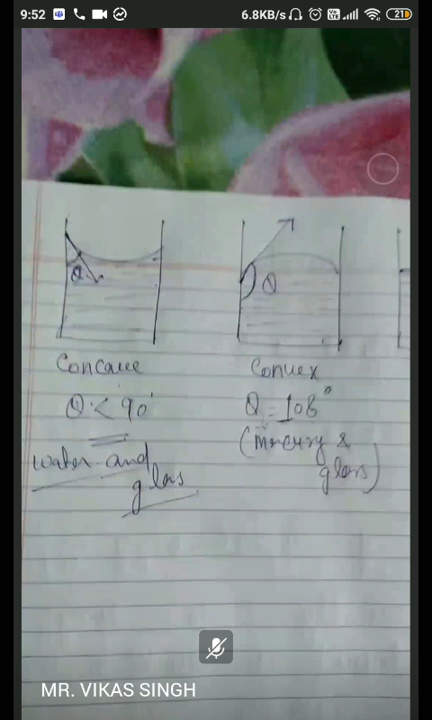 9:52
6.8KB/s
21
θ
θ
Concave
Convex
θ < 90°
θ = 108°
water and
glass
(mercury &
glass)
MR. VIKAS SINGH